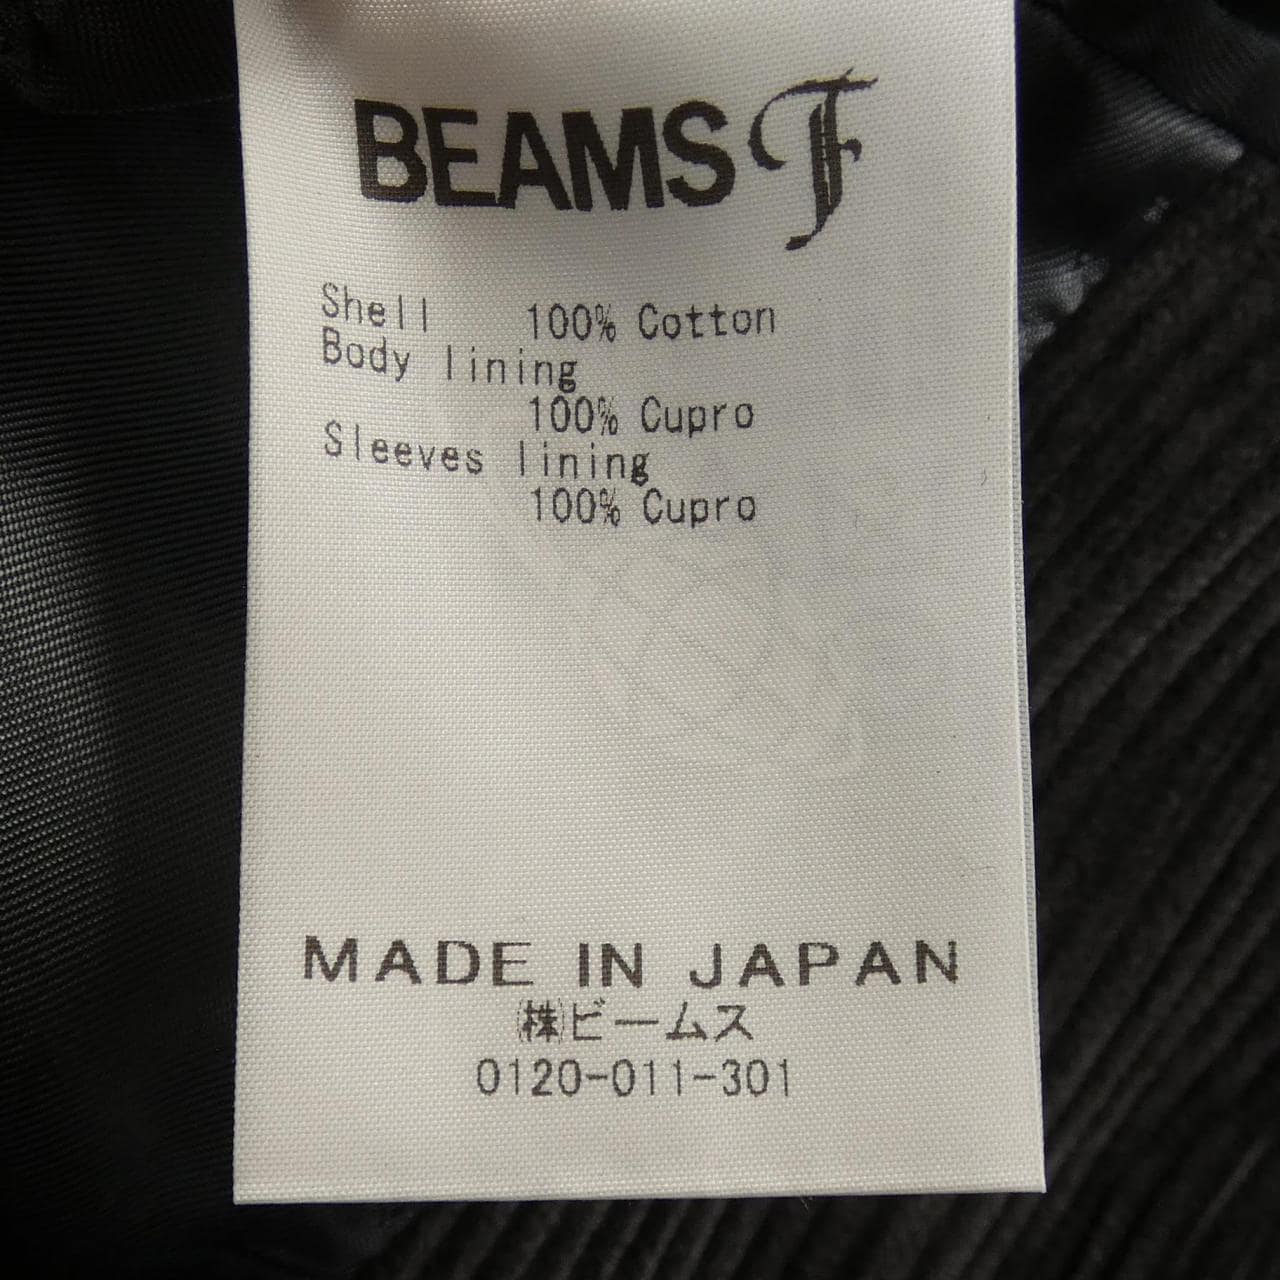 BEAMS F
Shell 100% Cotton
Body lining
100% Cupro
Sleeves lining
100% Cupro
MADE IN JAPAN
㈱ビームス
0120-011-301